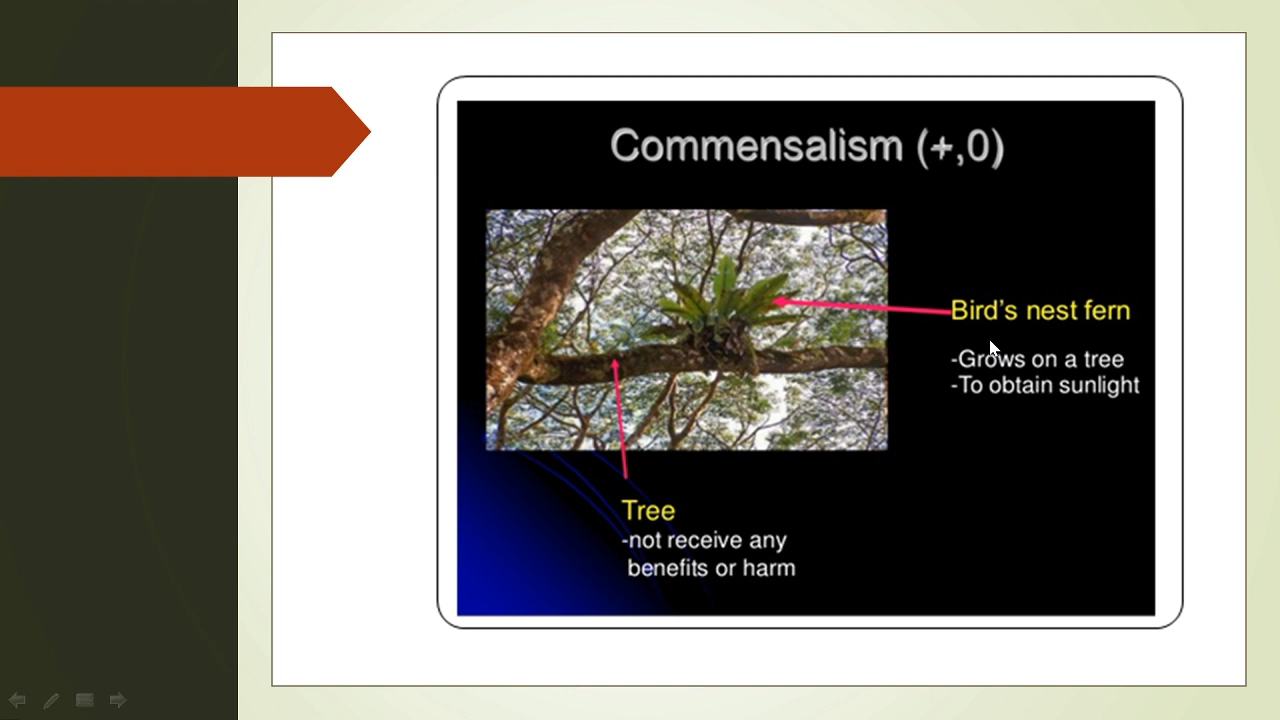 Commensalism (+,0)
Bird's nest fern
-Grows on a tree
-To obtain sunlight
Tree
-not receive any
benefits or harm